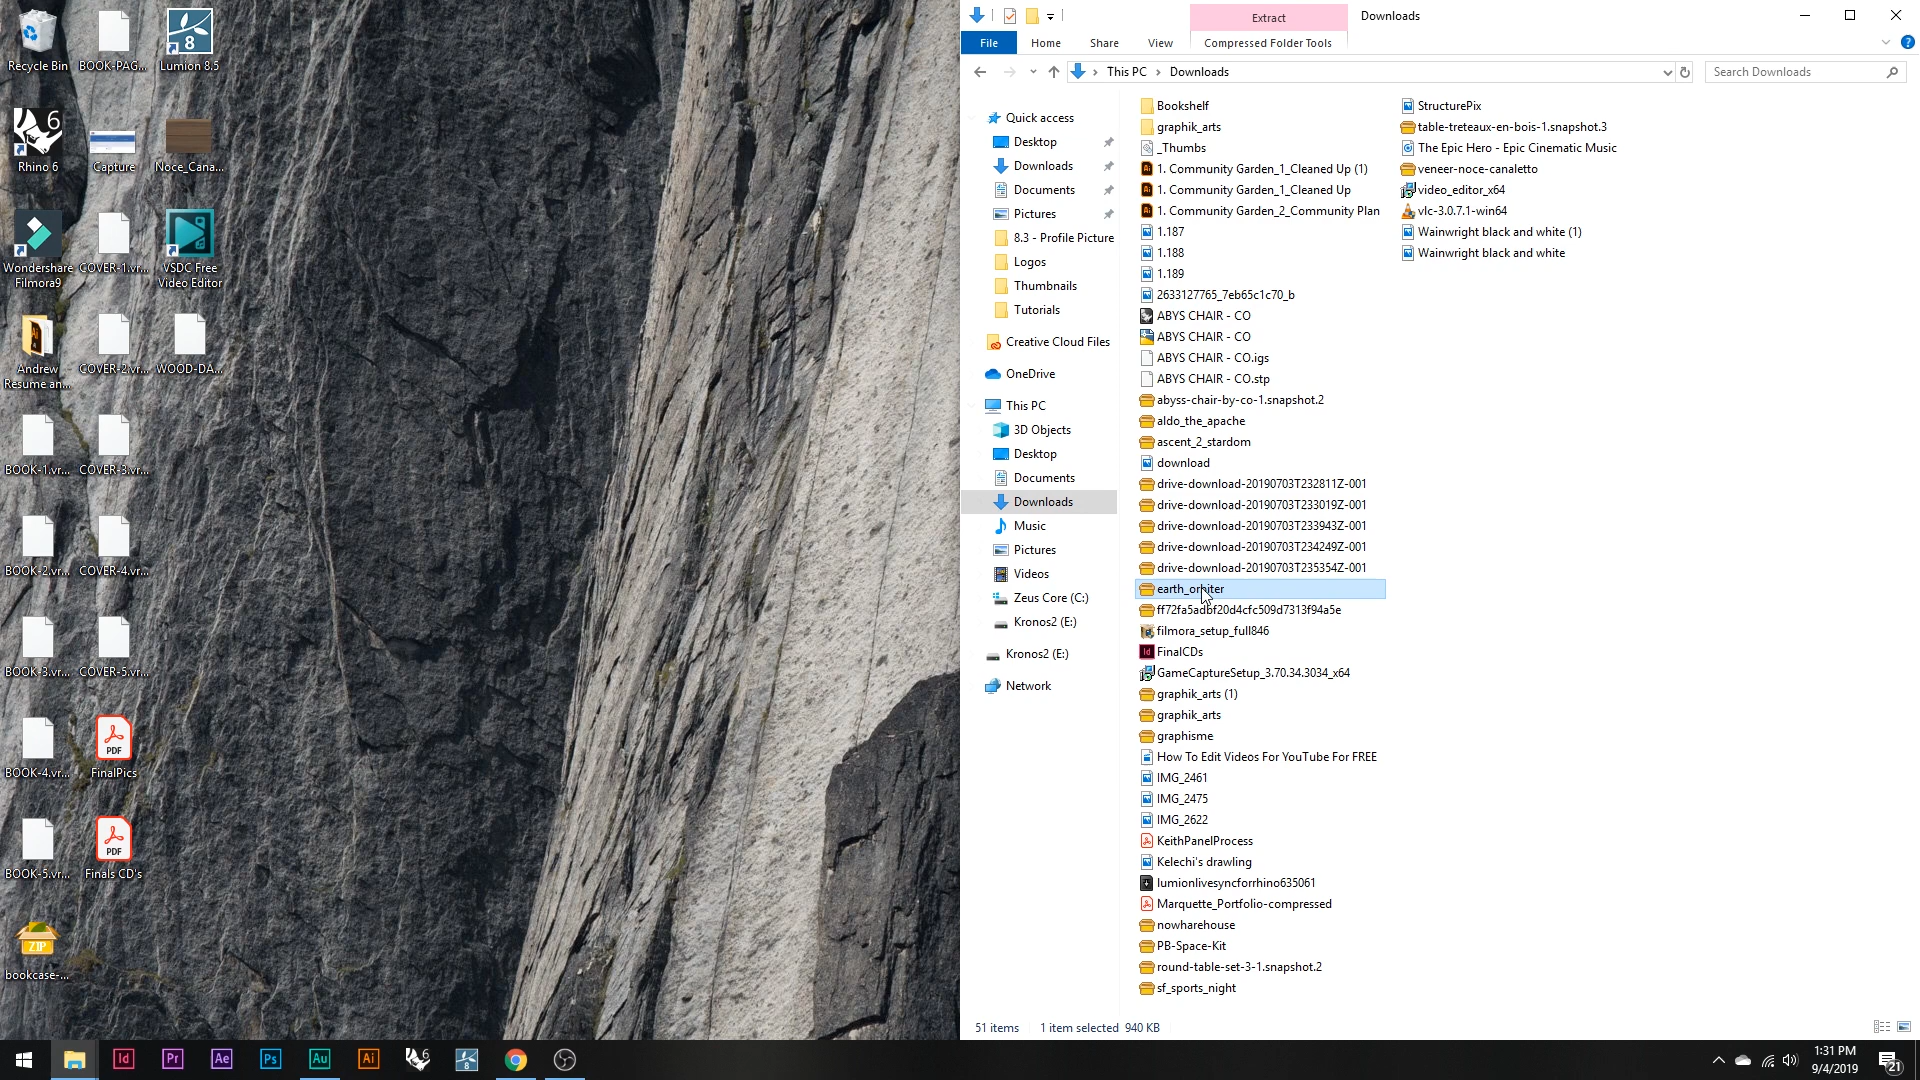 Recycle Bin
BOOK-PAG...
Lumion 8.5
Rhino 6
Capture
Noce_Cana...
Wondershare
Filmora9
COVER-1.vr...
VSDC Free
Video Editor
Andrew
Resume an...
COVER-2.vr...
WOOD-DA...
BOOK-1.vr...
COVER-3.vr...
BOOK-2.vr...
COVER-4.vr...
BOOK-3.vr...
COVER-5.vr...
BOOK-4.vr...
PDF
FinalPics
BOOK-5.vr...
PDF
Finals CD's
ZIP
bookcase-...
Extract
Downloads
File
Home
Share
View
Compressed Folder Tools
This PC
Downloads
Search Downloads
Quick access
Desktop
Downloads
Documents
Pictures
8.3 - Profile Picture
Logos
Thumbnails
Tutorials
Creative Cloud Files
OneDrive
This PC
3D Objects
Desktop
Documents
Downloads
Music
Pictures
Videos
Zeus Core (C:)
Kronos2 (E:)
Kronos2 (E:)
Network
Bookshelf
graphik_arts
_Thumbs
1. Community Garden_1_Cleaned Up (1)
1. Community Garden_1_Cleaned Up
1. Community Garden_2_Community Plan
1.187
1.188
1.189
2633127765_7eb65c1c70_b
ABYS CHAIR - CO
ABYS CHAIR - CO
ABYS CHAIR - CO.igs
ABYS CHAIR - CO.stp
abyss-chair-by-co-1.snapshot.2
aldo_the_apache
ascent_2_stardom
download
drive-download-20190703T232811Z-001
drive-download-20190703T233019Z-001
drive-download-20190703T233943Z-001
drive-download-20190703T234249Z-001
drive-download-20190703T235354Z-001
earth_orbiter
ff72fa5adbf20d4cfc509d7313f94a5e
filmora_setup_full846
FinalCDs
GameCaptureSetup_3.70.34.3034_x64
graphik_arts (1)
graphik_arts
graphisme
How To Edit Videos For YouTube For FREE
IMG_2461
IMG_2475
IMG_2622
KeithPanelProcess
Kelechi's drawling
lumionlivesyncforrhino635061
Marquette_Portfolio-compressed
nowharehouse
PB-Space-Kit
round-table-set-3-1.snapshot.2
sf_sports_night
StructurePix
table-treteaux-en-bois-1.snapshot.3
The Epic Hero - Epic Cinematic Music
veneer-noce-canaletto
video_editor_x64
vlc-3.0.7.1-win64
Wainwright black and white (1)
Wainwright black and white
51 items
1 item selected 940 KB
Id
Pr
Ae
Ps
Au
Ai
6
8
1:31 PM
9/4/2019
21